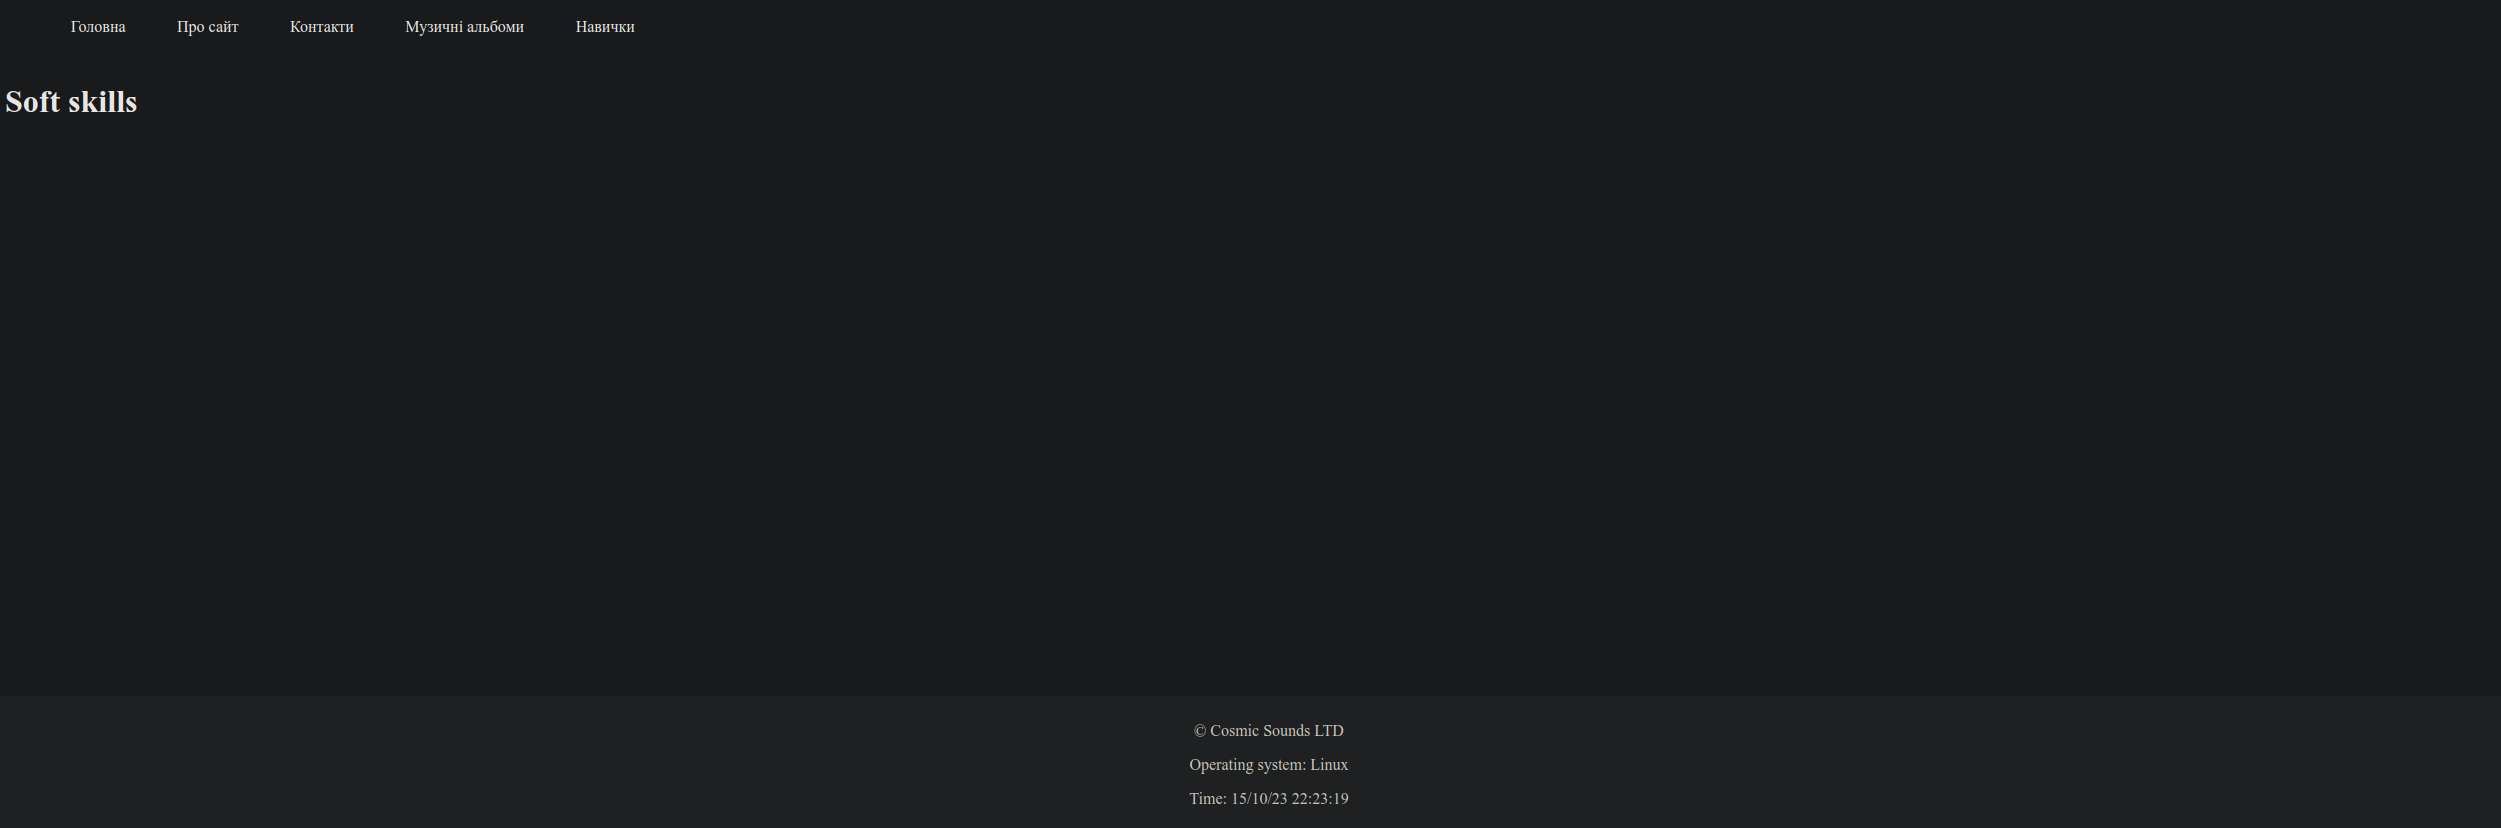 Головна Про сайт Контакти Музичні альбоми Навички
Soft skills
© Cosmic Sounds LTD
Operating system: Linux
Time: 15/10/23 22:23:19